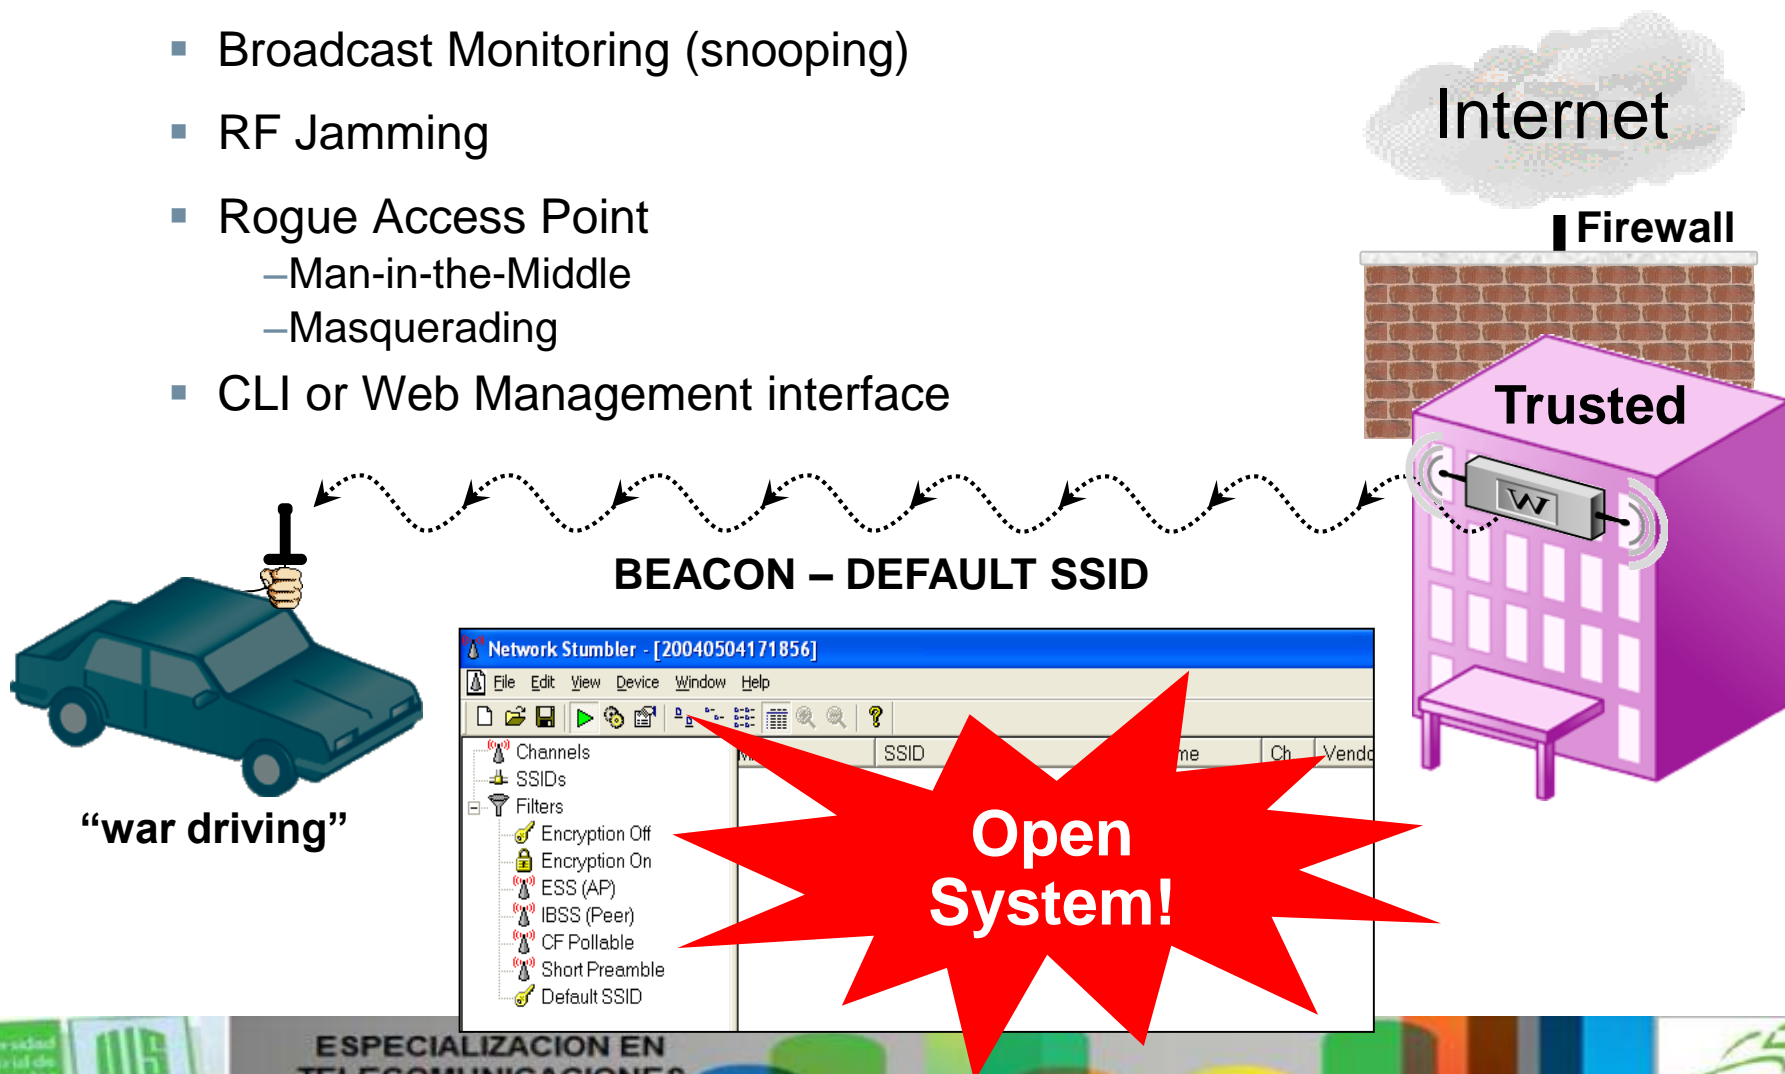 Broadcast Monitoring (snooping)
RF Jamming
Rogue Access Point
–Man-in-the-Middle
–Masquerading
CLI or Web Management interface
Internet
Firewall
Trusted
W
BEACON – DEFAULT SSID
“war driving”
Network Stumbler - [20040504171856]
File Edit View Device Window Help
Channels
SSIDs
Filters
Encryption Off
Encryption On
ESS (AP)
IBSS (Peer)
CF Pollable
Short Preamble
Default SSID
SSID
Ch
Open
System!
ESPECIALIZACION EN
TELECOMUNICACIONES